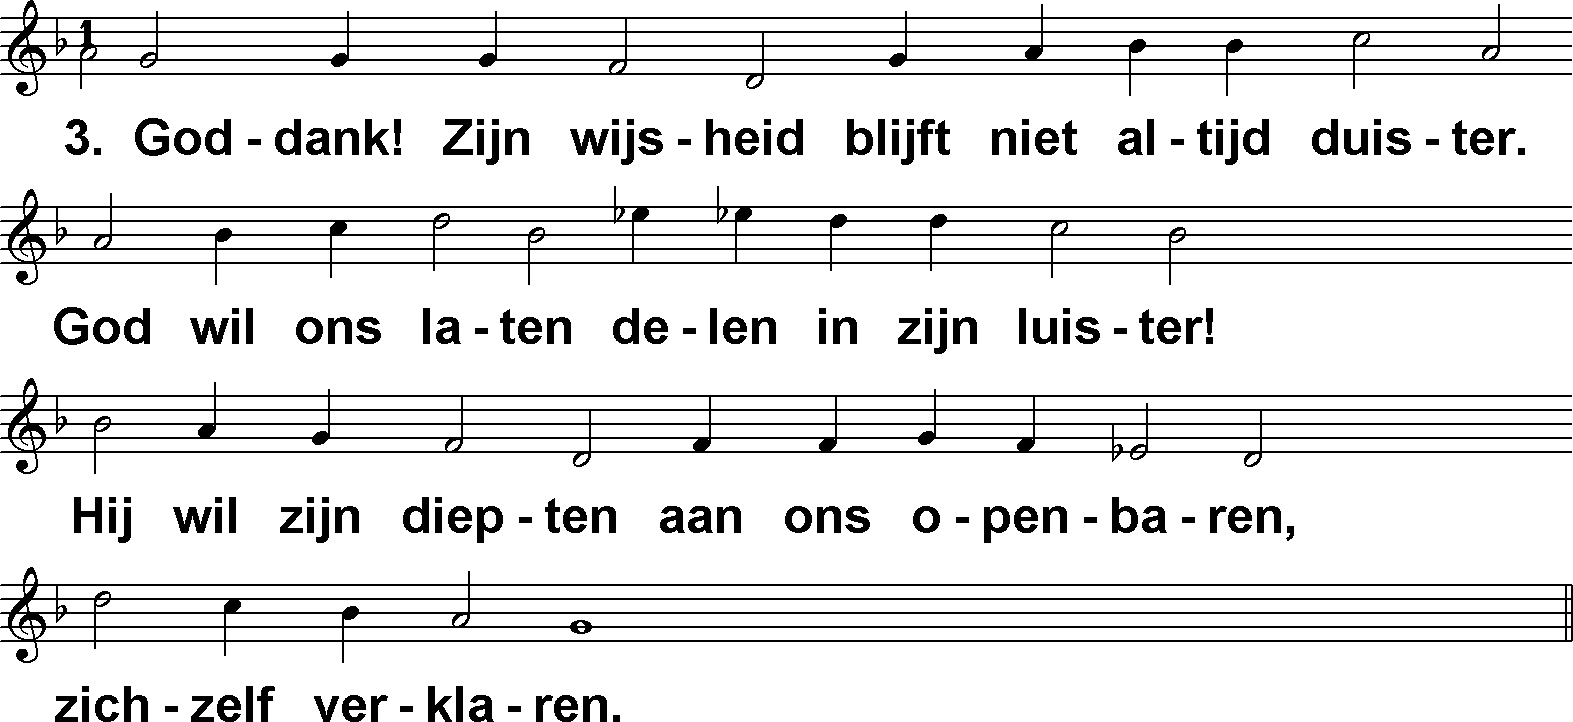 1
3. God - dank! Zijn wijs - heid blijft niet al - tijd duis - ter.
God wil ons la - ten de - len in zijn luis - ter!
Hij wil zijn diep - ten aan ons o - pen - ba - ren,
zich - zelf ver - kla - ren.